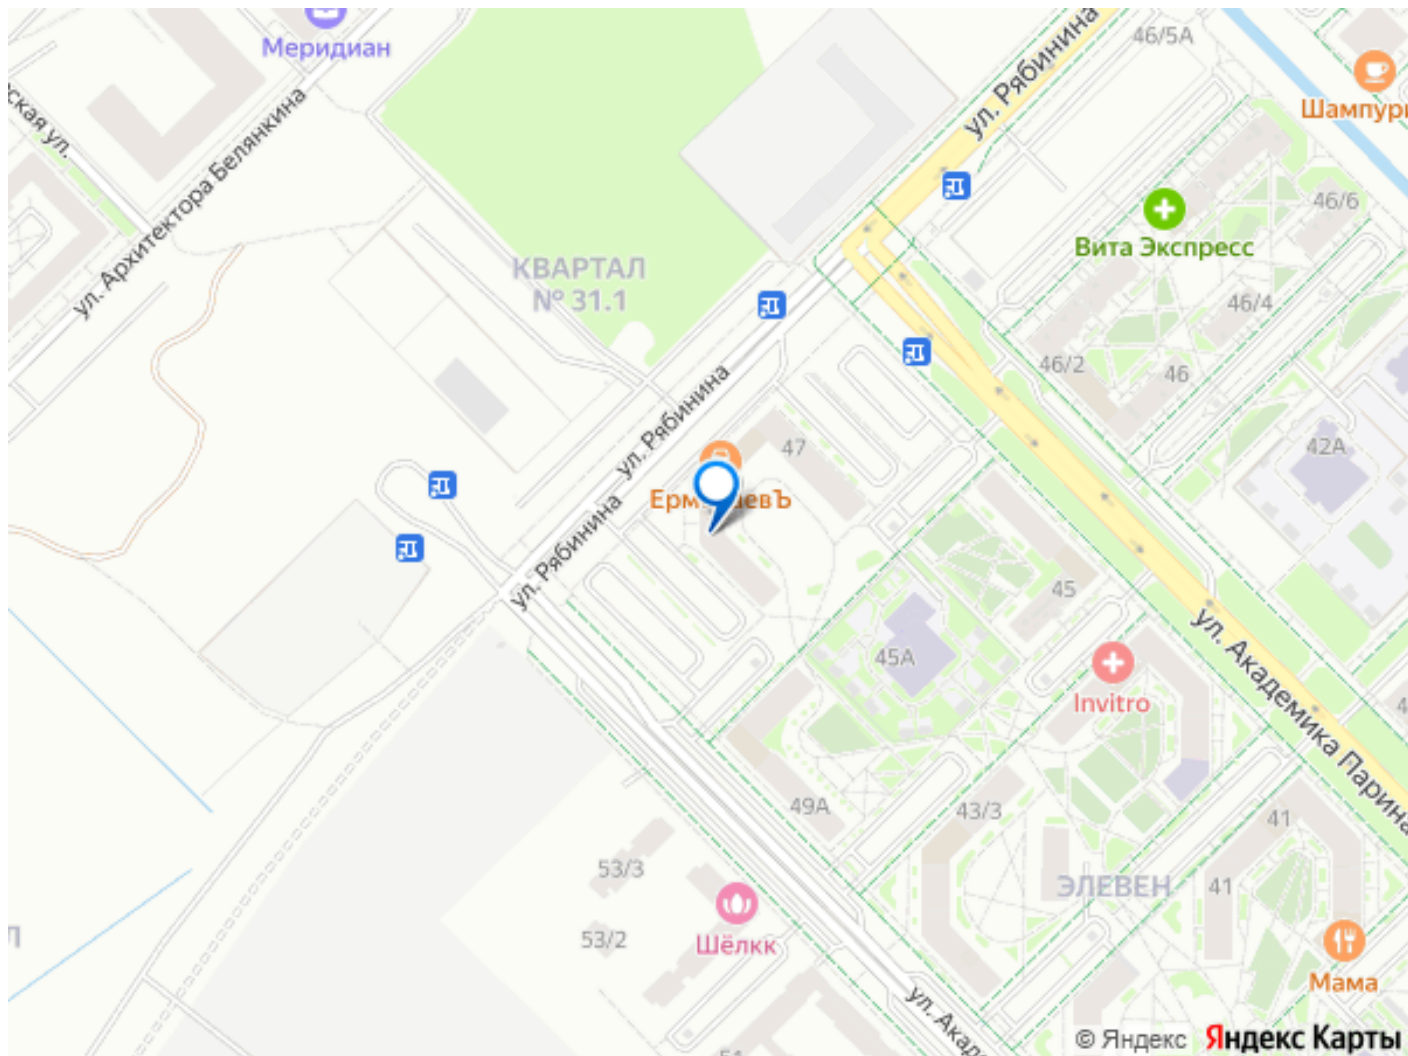 Меридиан
ская ул.
ул. Архитектора Белянкина
КВАРТАЛ
№ 31.1
ул. Рябинина
46/5А
Шампур
46/6
Вита Экспресс
46/4
46/2
46
42А
ул. Рябинина
47
ул. Рябинина
45
45А
Invitro
ул. Академика Парина
49А
43/3
41
41
ЭЛЕВЕН
53/3
53/2
Шёлкк
Мама
ул. Акад
© Яндекс Яндекс Карты